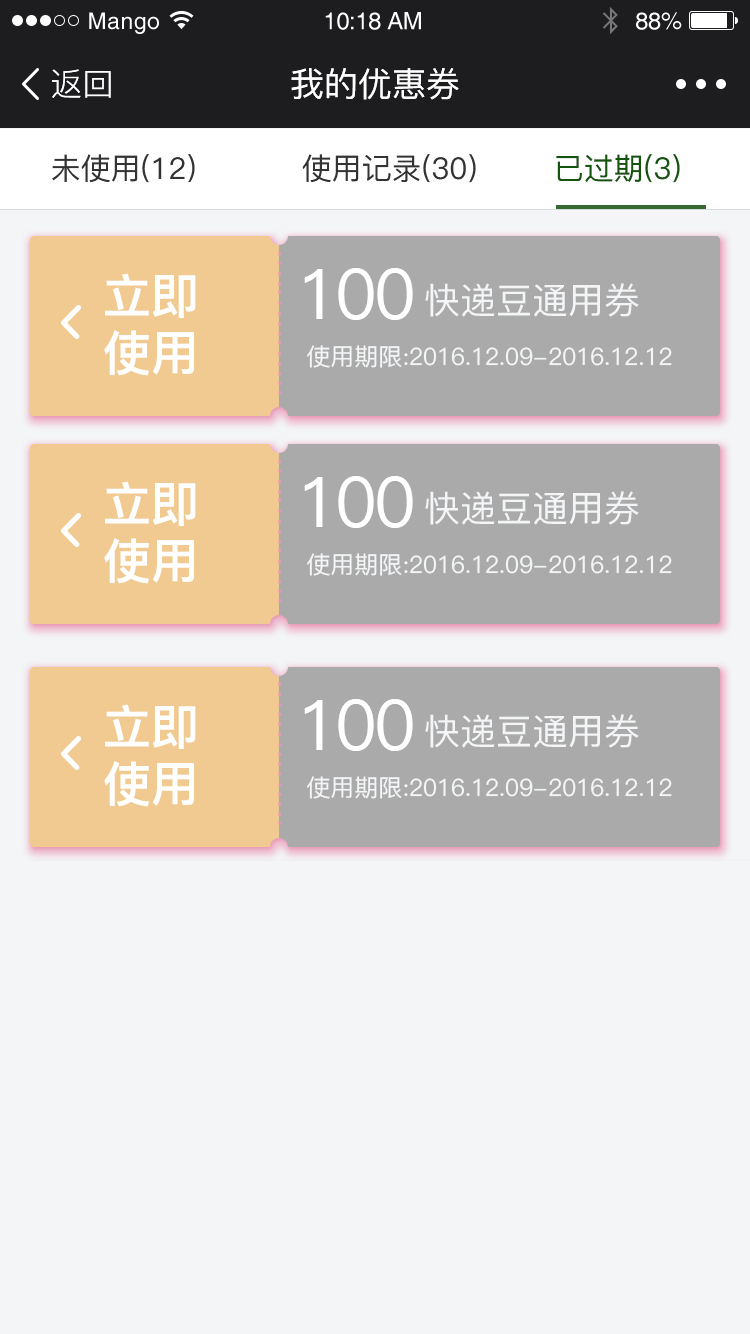 Mango 10:18 AM 88%
返回 我的优惠券
未使用(12) 使用记录(30) 已过期(3)
立即
使用
100 快递豆通用券
使用期限:2016.12.09-2016.12.12
立即
使用
100 快递豆通用券
使用期限:2016.12.09-2016.12.12
立即
使用
100 快递豆通用券
使用期限:2016.12.09-2016.12.12